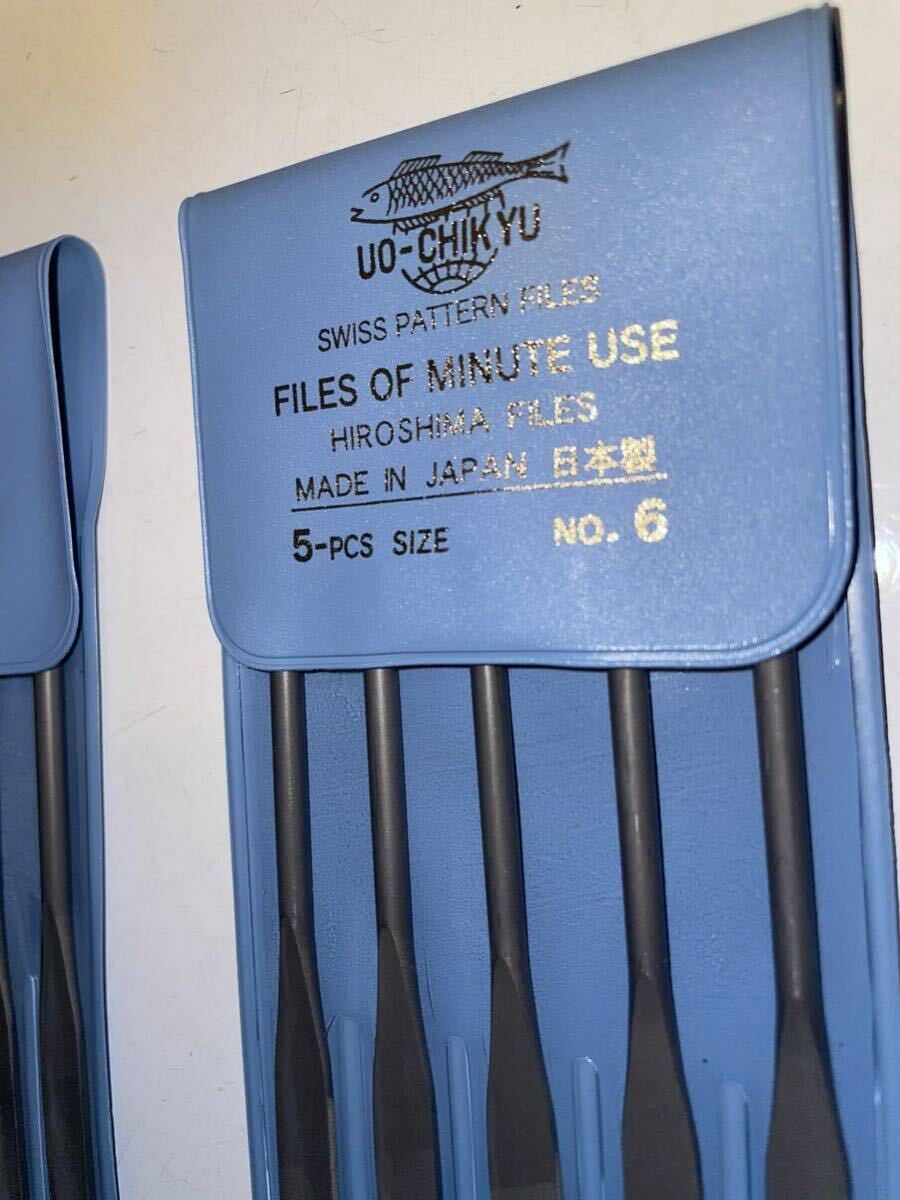 UO-CHIKYU
SWISS PATTERN FILES
FILES OF MINUTE USE
HIROSHIMA FILES
MADE IN JAPAN 日本製
5-PCS SIZE NO. 6